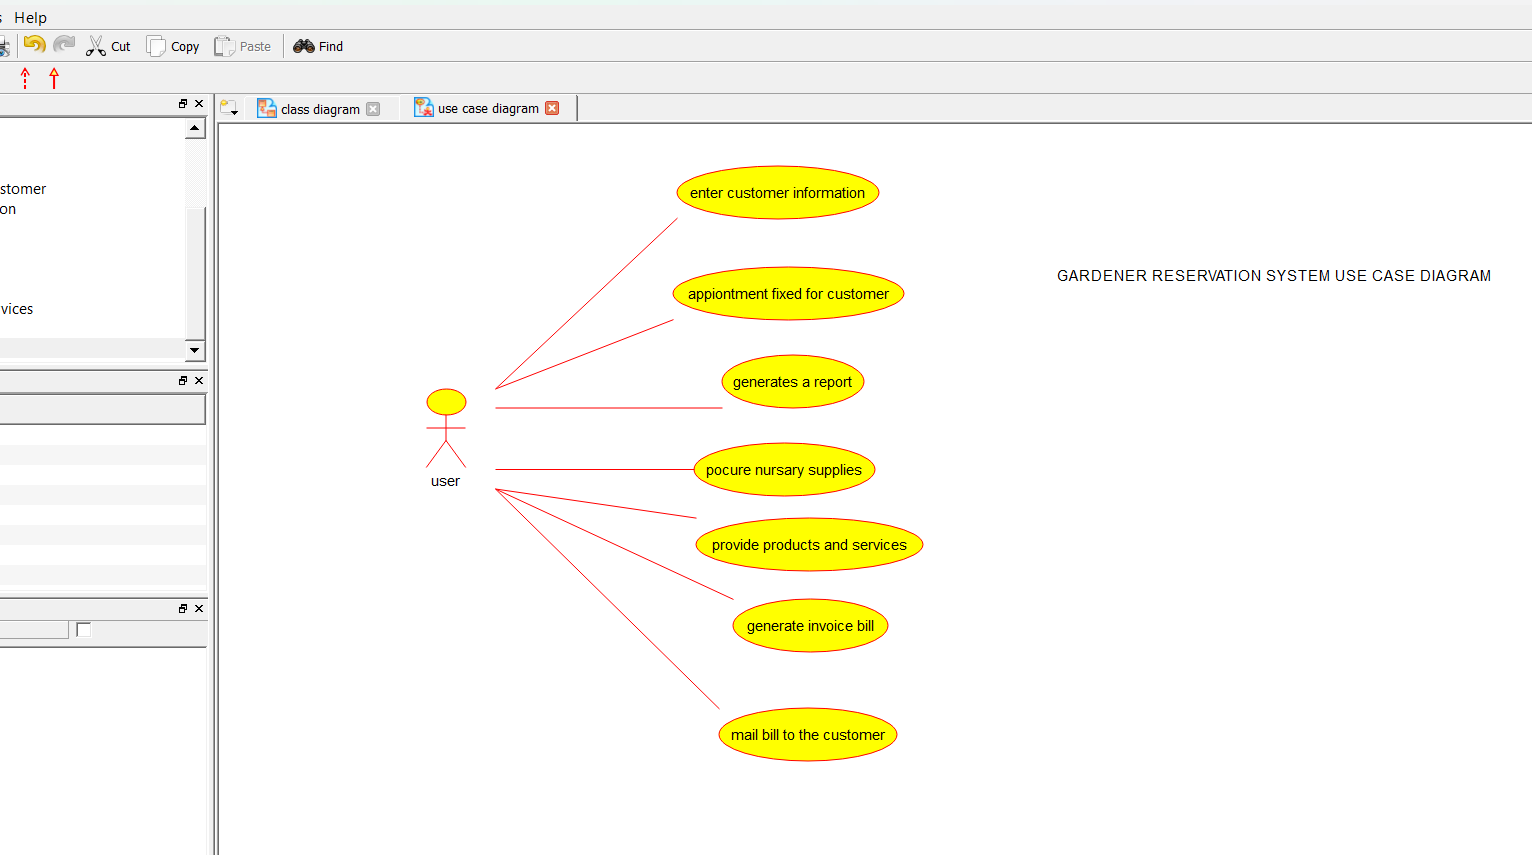 s Help
Cut Copy Paste Find
class diagram use case diagram
stomer
on
vices
enter customer information
GARDENER RESERVATION SYSTEM USE CASE DIAGRAM
appiontment fixed for customer
generates a report
user
pocure nursary supplies
provide products and services
generate invoice bill
mail bill to the customer